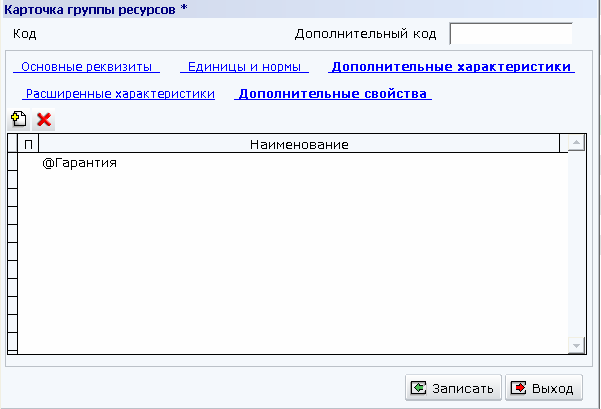 Карточка группы ресурсов *
Код Дополнительный код
Основные реквизиты Единицы и нормы Дополнительные характеристики
Расширенные характеристики Дополнительные свойства
П Наименование
@Гарантия
Записать Выход